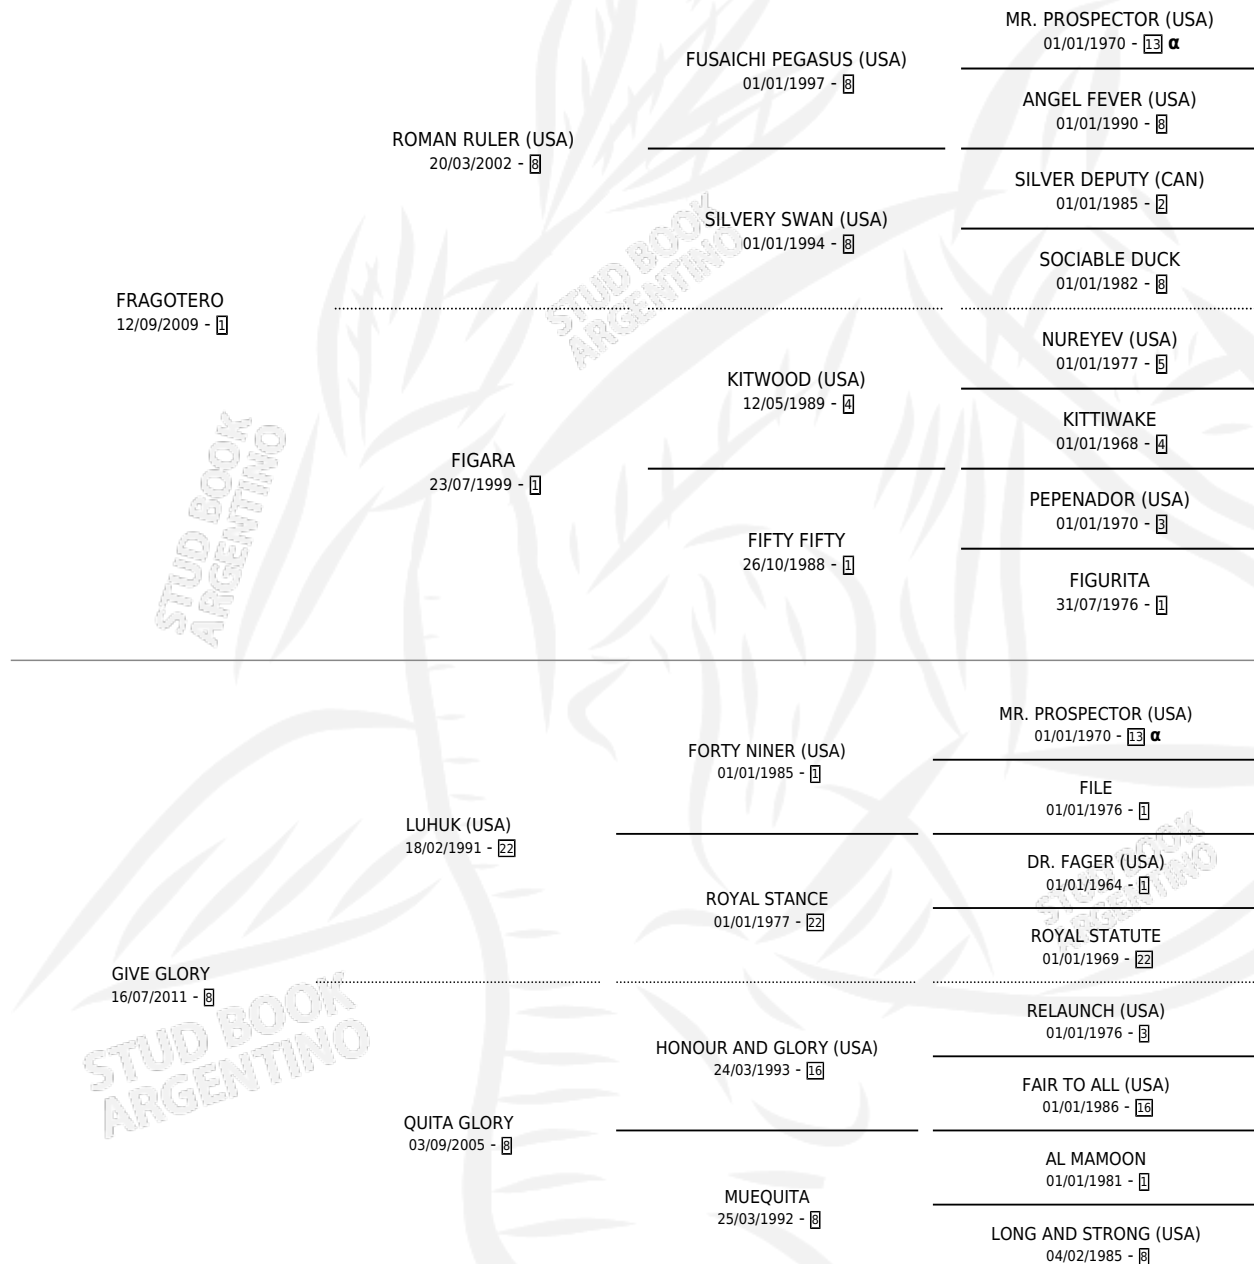 MR. PROSPECTOR (USA)
01/01/1970 - 13 α
FUSAICHI PEGASUS (USA)
01/01/1997 - 8
ANGEL FEVER (USA)
01/01/1990 - 8
ROMAN RULER (USA)
20/03/2002 - 8
SILVER DEPUTY (CAN)
01/01/1985 - 2
SILVERY SWAN (USA)
01/01/1994 - 8
SOCIABLE DUCK
01/01/1982 - 8
STUD BOOK
ARGENTINO
FRAGOTERO
12/09/2009 - 1
NUREYEV (USA)
01/01/1977 - 5
KITWOOD (USA)
12/05/1989 - 4
KITTIWAKE
01/01/1968 - 4
FIGARA
23/07/1999 - 1
PEPENADOR (USA)
01/01/1970 - 3
FIFTY FIFTY
26/10/1988 - 1
FIGURITA
31/07/1976 - 1
STUD BOOK
ARGENTINO
MR. PROSPECTOR (USA)
01/01/1970 - 13 α
FORTY NINER (USA)
01/01/1985 - 1
FILE
01/01/1976 - 1
LUHUK (USA)
18/02/1991 - 22
DR. FAGER (USA)
01/01/1964 - 1
ROYAL STANCE
01/01/1977 - 22
ROYAL STATUTE
01/01/1969 - 22
STUD BOOK
ARGENTINO
GIVE GLORY
16/07/2011 - 8
RELAUNCH (USA)
01/01/1976 - 3
HONOUR AND GLORY (USA)
24/03/1993 - 16
FAIR TO ALL (USA)
01/01/1986 - 16
STUD BOOK
ARGENTINO
QUITA GLORY
03/09/2005 - 8
AL MAMOON
01/01/1981 - 1
MUEQUITA
25/03/1992 - 8
LONG AND STRONG (USA)
04/02/1985 - 8